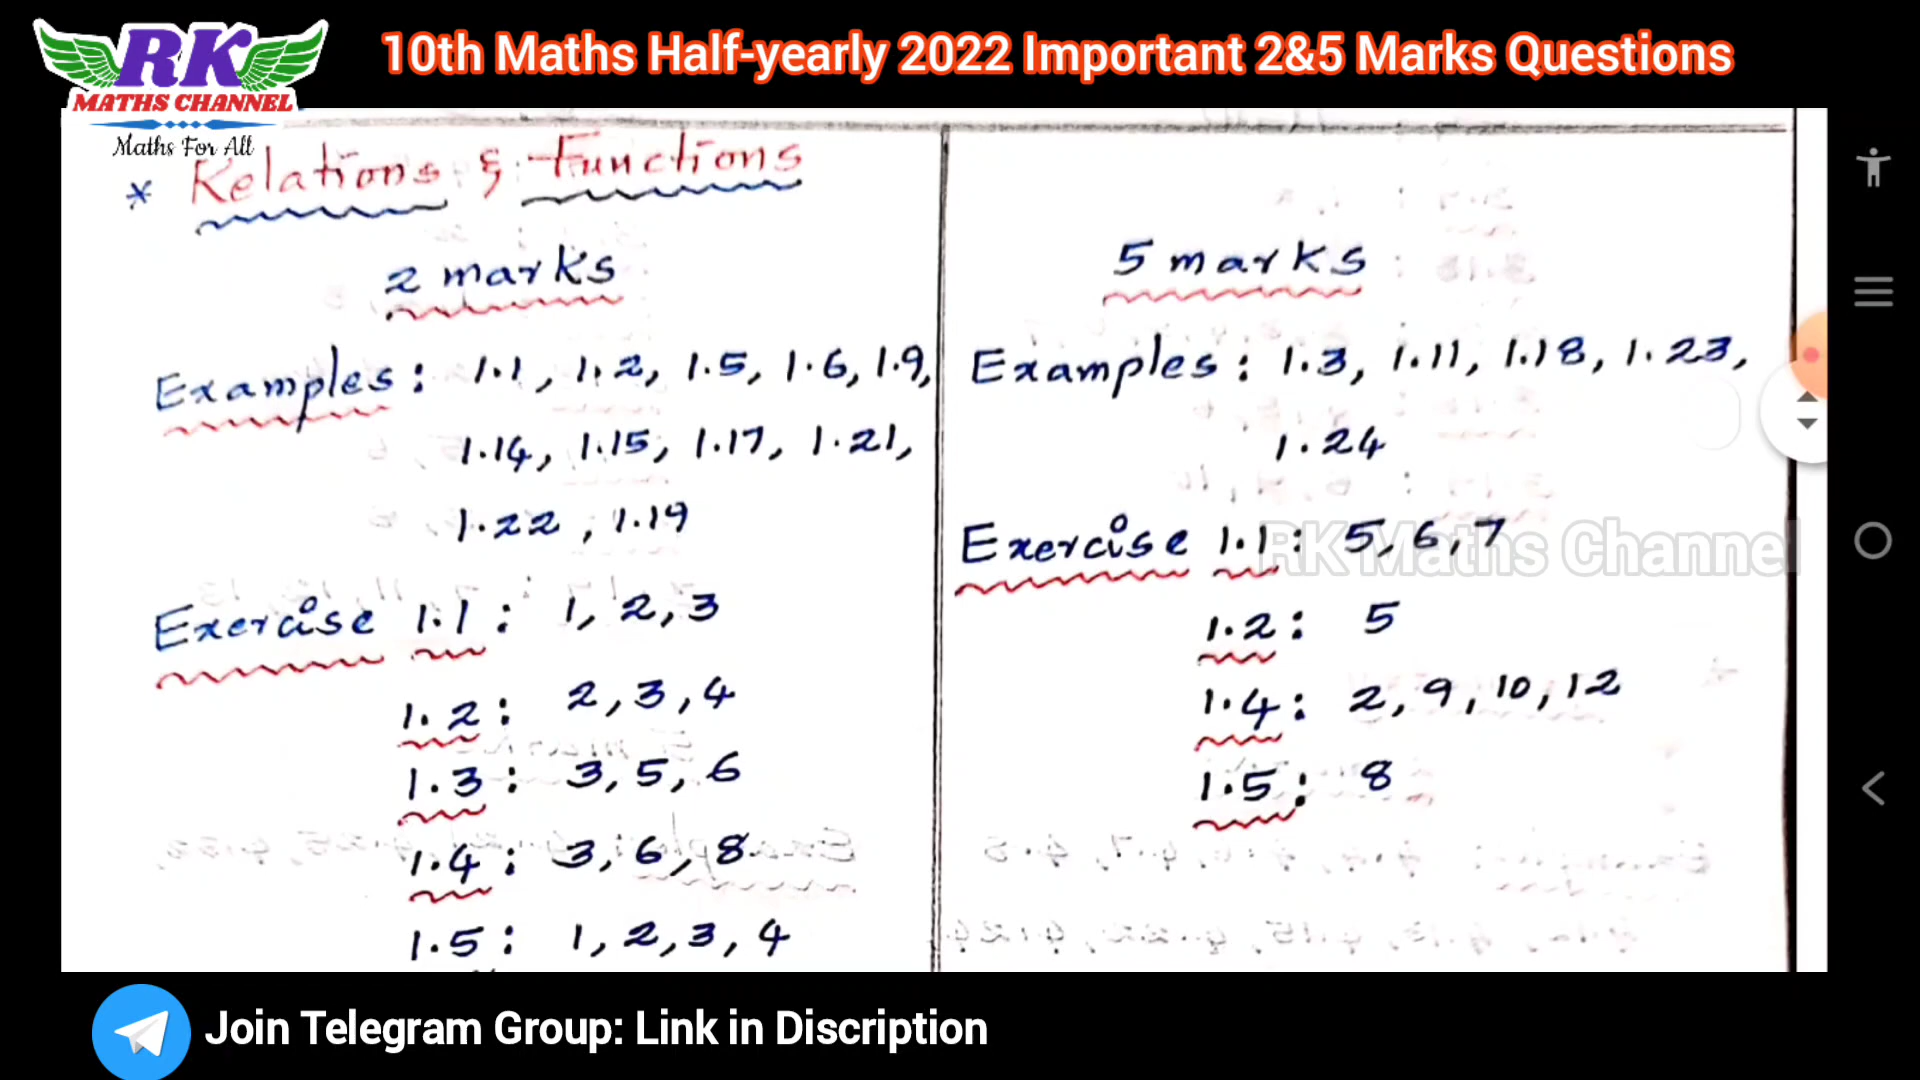 RK
MATHS CHANNEL
Maths For All
10th Maths Half-yearly 2022 Important 2&5 Marks Questions
* Relations & Functions
2 marks
Examples: 1.1, 1.2, 1.5, 1.6, 1.9,
1.14, 1.15, 1.17, 1.21,
1.22, 1.19
Exercise 1.1: 1, 2, 3
1.2: 2, 3, 4
1.3: 3, 5, 6
1.4: 3, 6, 8
1.5: 1, 2, 3, 4
5 marks
Examples: 1.3, 1.11, 1.18, 1.23,
1.24
Exercise 1.1: 5, 6, 7
1.2: 5
1.4: 2, 9, 10, 12
1.5: 8
RK Maths Channel
Join Telegram Group: Link in Discription